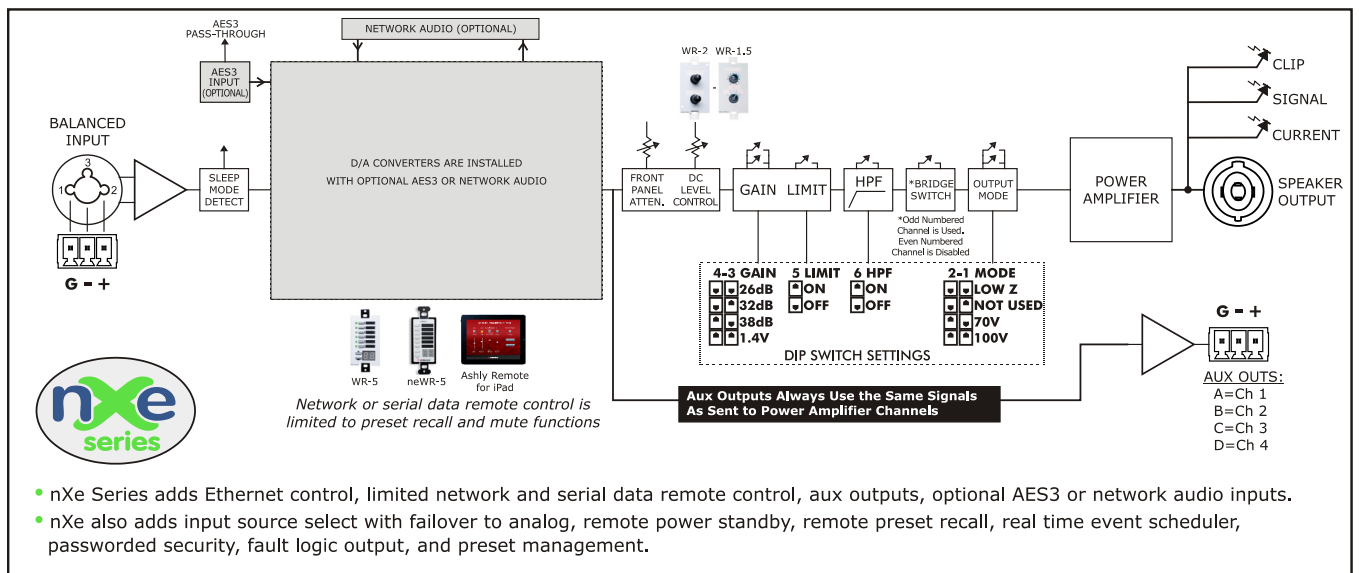 AES3
PASS-THROUGH
NETWORK AUDIO (OPTIONAL)
AES3
INPUT
(OPTIONAL)
BALANCED
INPUT
3
1
2
G - +
SLEEP
MODE
DETECT
D/A CONVERTERS ARE INSTALLED
WITH OPTIONAL AES3 OR NETWORK AUDIO
WR-2 WR-1.5
FRONT
PANEL
ATTEN.
DC
LEVEL
CONTROL
GAIN LIMIT
HPF
*BRIDGE
SWITCH
*Odd Numbered
Channel is Used.
Even Numbered
Channel is Disabled
OUTPUT
MODE
POWER
AMPLIFIER
CLIP
SIGNAL
CURRENT
SPEAKER
OUTPUT
4-3 GAIN
26dB
32dB
38dB
1.4V
5 LIMIT
ON
OFF
6 HPF
ON
OFF
2-1 MODE
LOW Z
NOT USED
70V
100V
DIP SWITCH SETTINGS
WR-5
neWR-5
Ashly Remote
for iPad
Network or serial data remote control is
limited to preset recall and mute functions
Aux Outputs Always Use the Same Signals
As Sent to Power Amplifier Channels
G - +
AUX OUTS:
A=Ch 1
B=Ch 2
C=Ch 3
D=Ch 4
nXe
series
• nXe Series adds Ethernet control, limited network and serial data remote control, aux outputs, optional AES3 or network audio inputs.
• nXe also adds input source select with failover to analog, remote power standby, remote preset recall, real time event scheduler,
passworded security, fault logic output, and preset management.